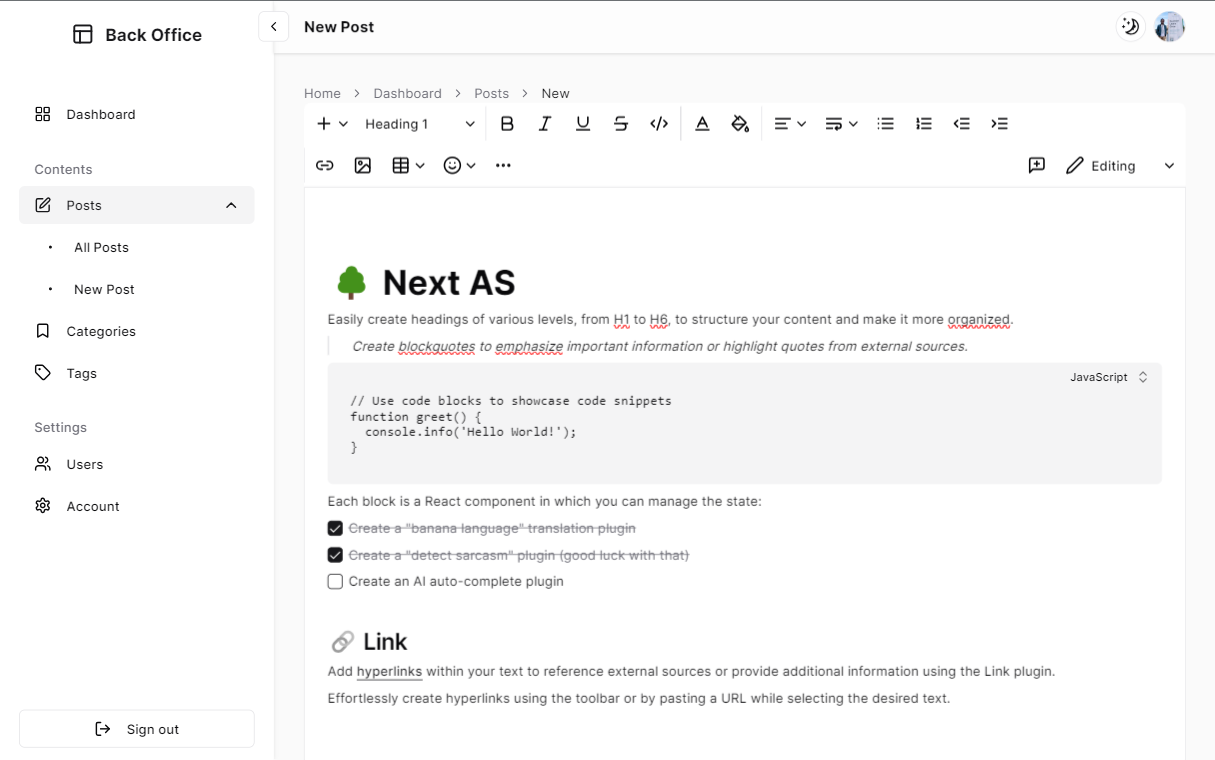 Back Office
New Post
Dashboard
Contents
Posts
All Posts
New Post
Categories
Tags
Settings
Users
Account
Sign out
Home > Dashboard > Posts > New
Heading 1
Editing
Next AS
Easily create headings of various levels, from H1 to H6, to structure your content and make it more organized.
Create blockquotes to emphasize important information or highlight quotes from external sources.
JavaScript
// Use code blocks to showcase code snippets
function greet() {
  console.info('Hello World!');
}
Each block is a React component in which you can manage the state:
Create a "banana language" translation plugin
Create a "detect sarcasm" plugin (good luck with that)
Create an AI auto-complete plugin
Link
Add hyperlinks within your text to reference external sources or provide additional information using the Link plugin.
Effortlessly create hyperlinks using the toolbar or by pasting a URL while selecting the desired text.